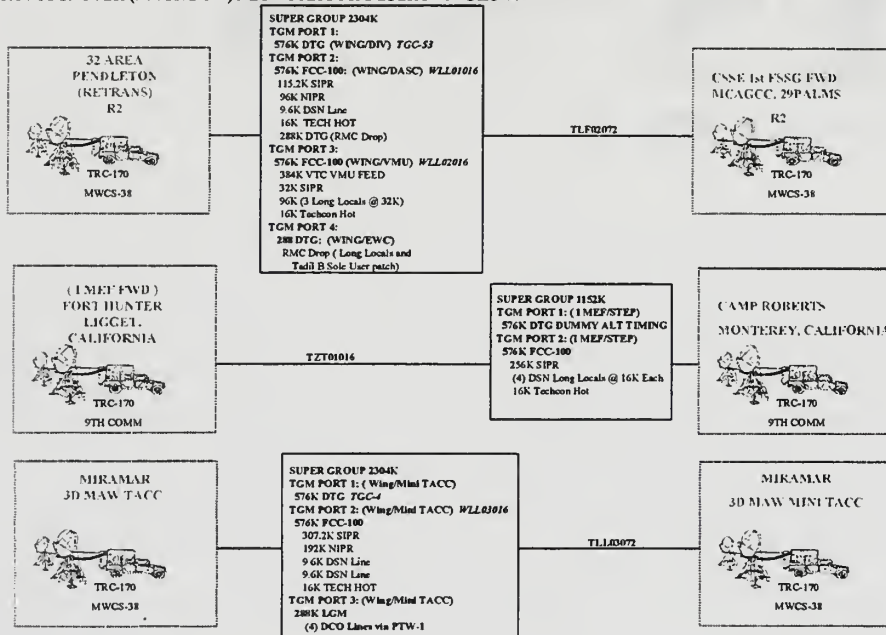 32 AREA
PENDLETON
(RETRANS)
R2
TRC-170
MWCS-38
SUPER GROUP 2304K
TGM PORT 1:
576K DTG (WING/DIV) TGC-53
TGM PORT 2:
576K FCC-100: (WING/DASC) WLL01016
115.2K SIPR
96K NIPR
9.6K DSN Line
16K TECH HOT
288K DTG (RMC Drop)
TGM PORT 3:
576K FCC-100 (WING/VMU) WLL02016
384K VTC VMU FEED
32K SIPR
96K (3 Long Locals @ 32K)
16K Techcon Hot
TGM PORT 4:
288 DTG: (WING/EWC)
RMC Drop ( Long Locals and
Tadil B Sole User patch)
TLF02072
CSSE 1st FSSG FWD
MCAGCC, 29PALMS
R2
TRC-170
MWCS-38
( I MEF FWD )
FORT HUNTER
LIGGET,
CALIFORNIA
TRC-170
9TH COMM
TZT01016
SUPER GROUP 1152K
TGM PORT 1: ( I MEF/STEP)
576K DTG DUMMY ALT TIMING
TGM PORT 2: (I MEF/STEP)
576K FCC-100
256K SIPR
(4) DSN Long Locals @ 16K Each
16K Techcon Hot
CAMP ROBERTS
MONTEREY, CALIFORNIA
TRC-170
9TH COMM
MIRAMAR
3D MAW TACC
TRC-170
MWCS-38
SUPER GROUP 2304K
TGM PORT 1: ( Wing/Mini TACC)
576K DTG TGC-4
TGM PORT 2: (Wing/Mini TACC) WLL03016
576K FCC-100
307.2K SIPR
192K NIPR
9.6K DSN Line
9.6K DSN Line
16K TECH HOT
TGM PORT 3: (Wing/Mini TACC)
288K LGM
(4) DCO Lines via PTW-1
TLL03072
MIRAMAR
3D MAW MINI TACC
TRC-170
MWCS-38